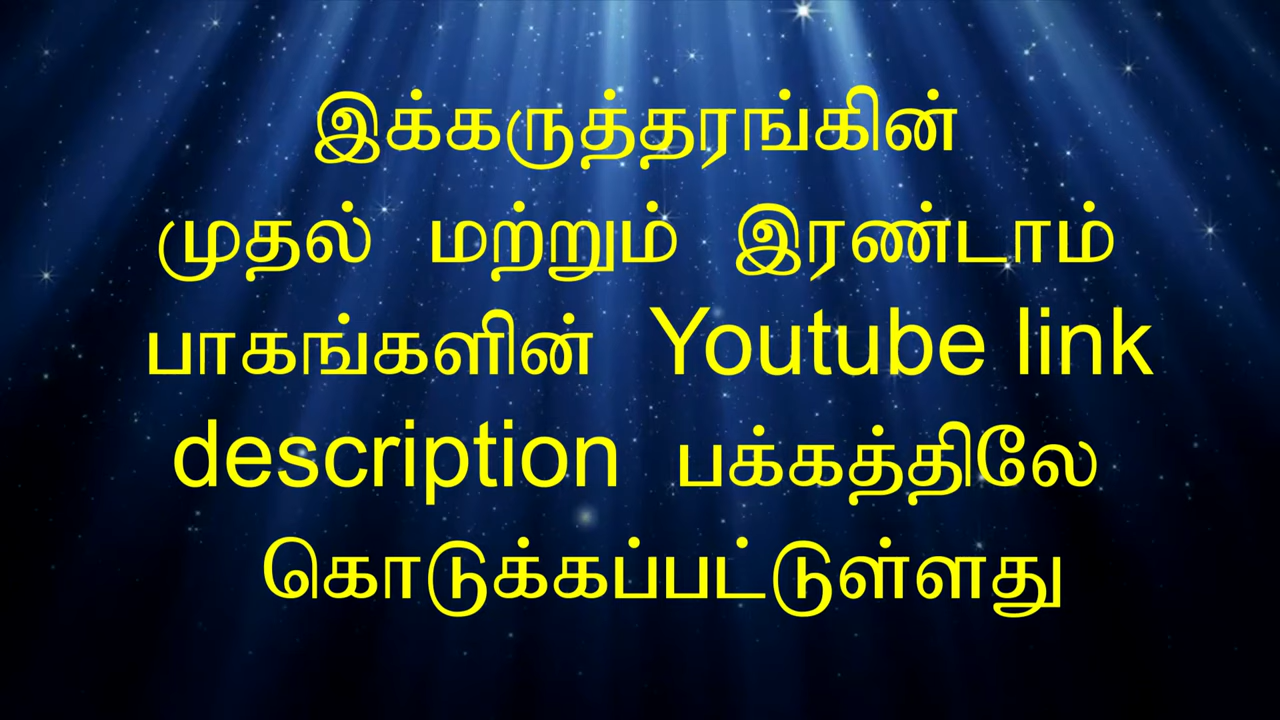 இக்கருத்தரங்கின்
முதல் மற்றும் இரண்டாம்
பாகங்களின் Youtube link
description பக்கத்திலே
கொடுக்கப்பட்டுள்ளது